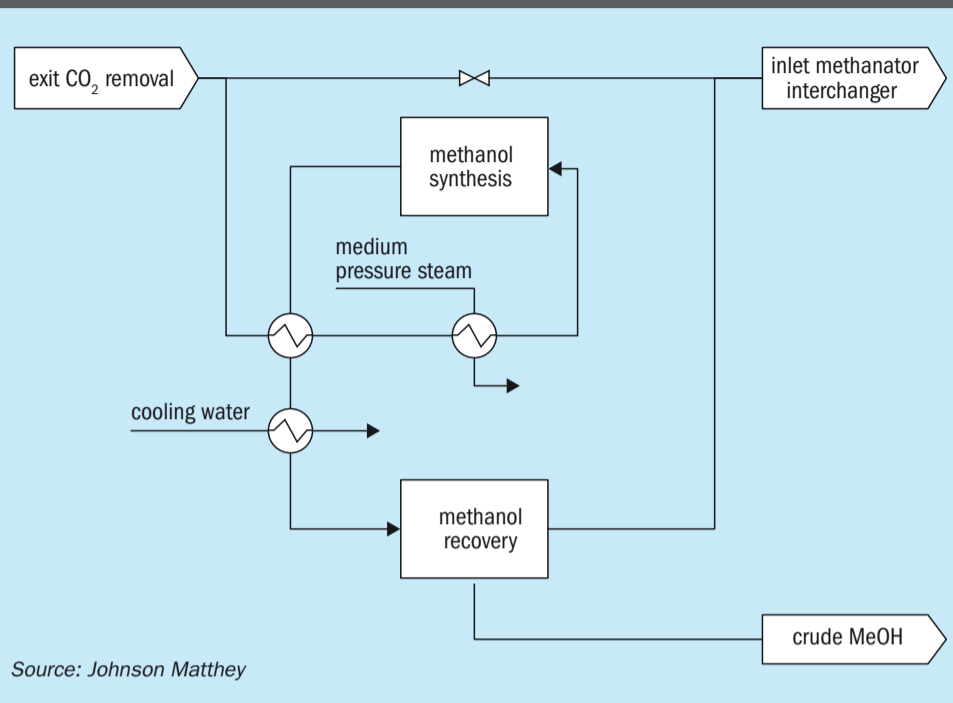 exit CO₂ removal
inlet methanator
interchanger
methanol
synthesis
medium
pressure steam
cooling water
methanol
recovery
crude MeOH
Source: Johnson Matthey